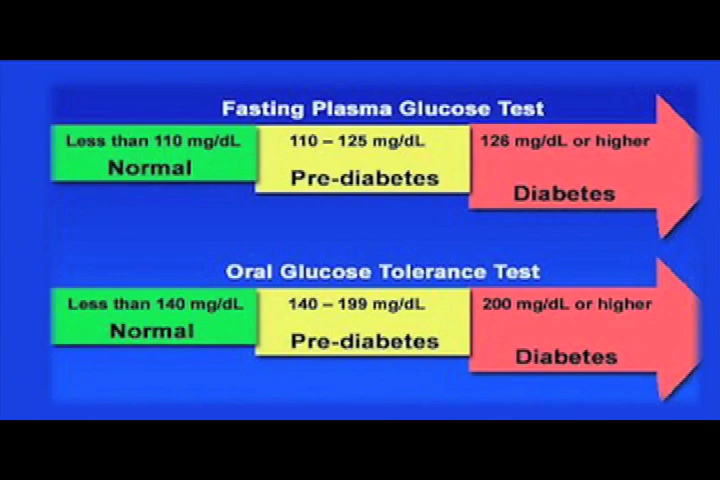 Fasting Plasma Glucose Test
Less than 110 mg/dL 110 – 125 mg/dL 126 mg/dL or higher
Normal Pre-diabetes Diabetes
Oral Glucose Tolerance Test
Less than 140 mg/dL 140 – 199 mg/dL 200 mg/dL or higher
Normal Pre-diabetes Diabetes